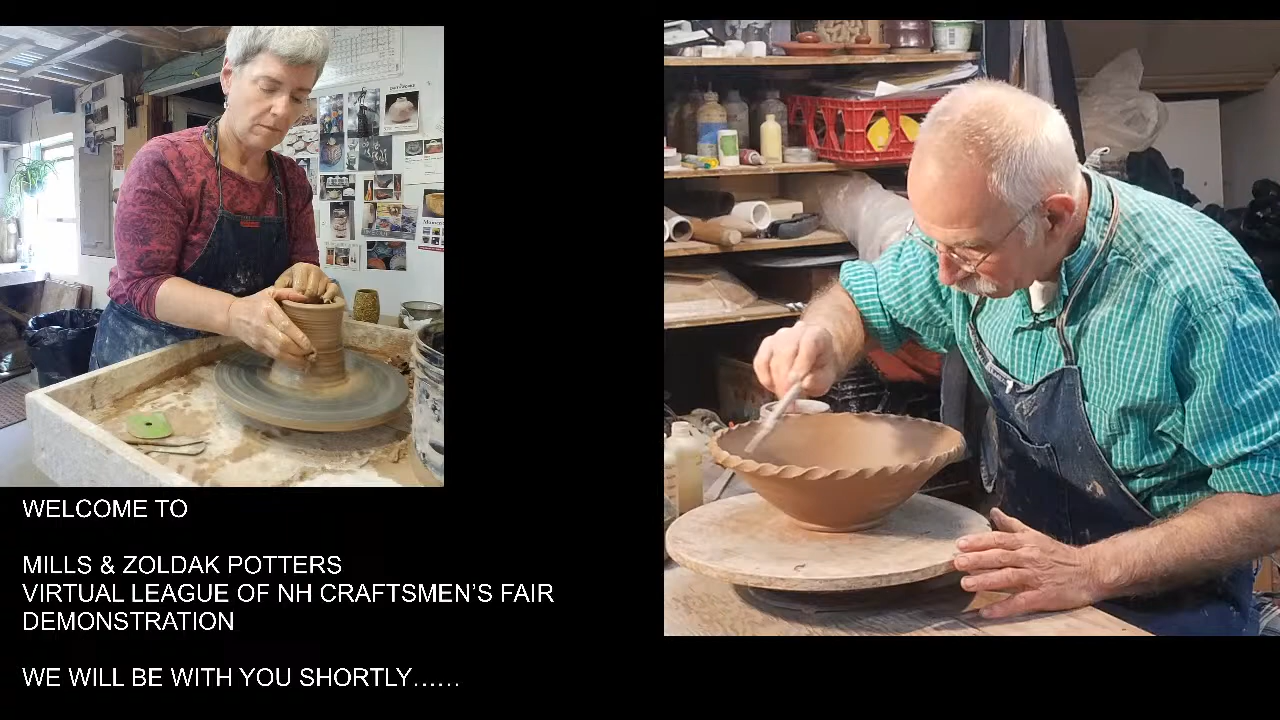 WELCOME TO
MILLS & ZOLDAK POTTERS
VIRTUAL LEAGUE OF NH CRAFTSMEN'S FAIR
DEMONSTRATION
WE WILL BE WITH YOU SHORTLY......